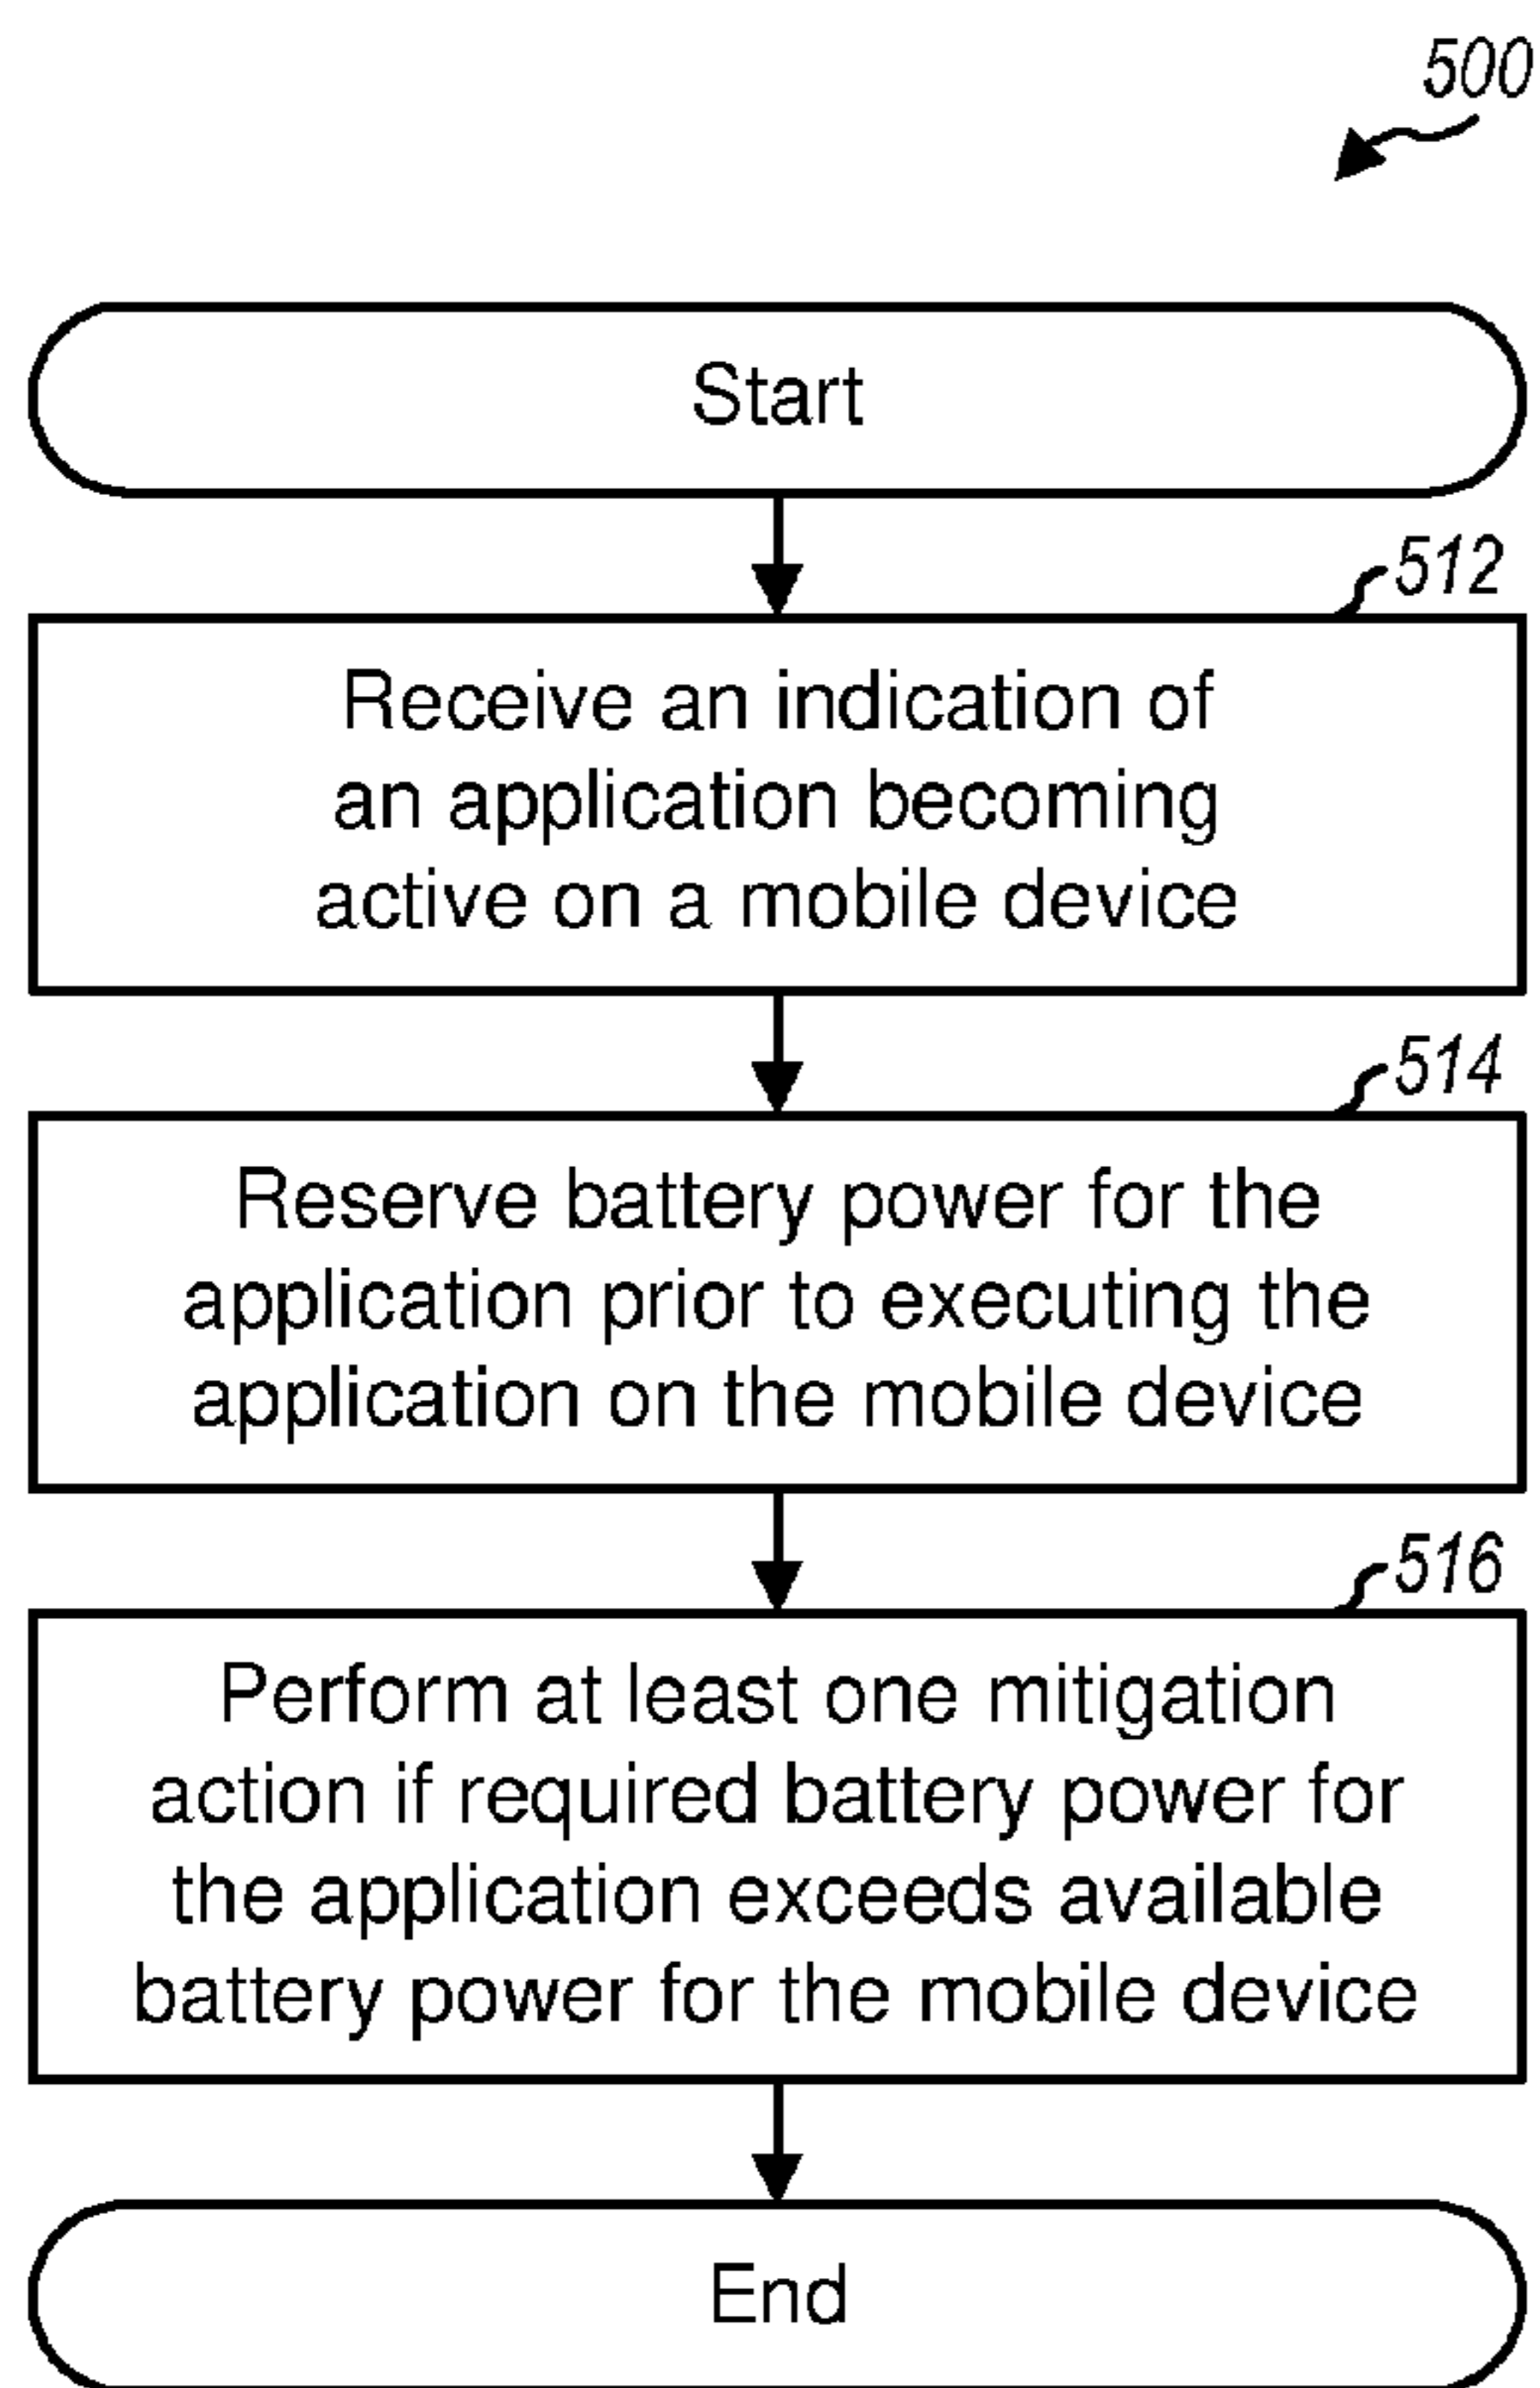 500
Start
512
Receive an indication of
an application becoming
active on a mobile device
514
Reserve battery power for the
application prior to executing the
application on the mobile device
516
Perform at least one mitigation
action if required battery power for
the application exceeds available
battery power for the mobile device
End